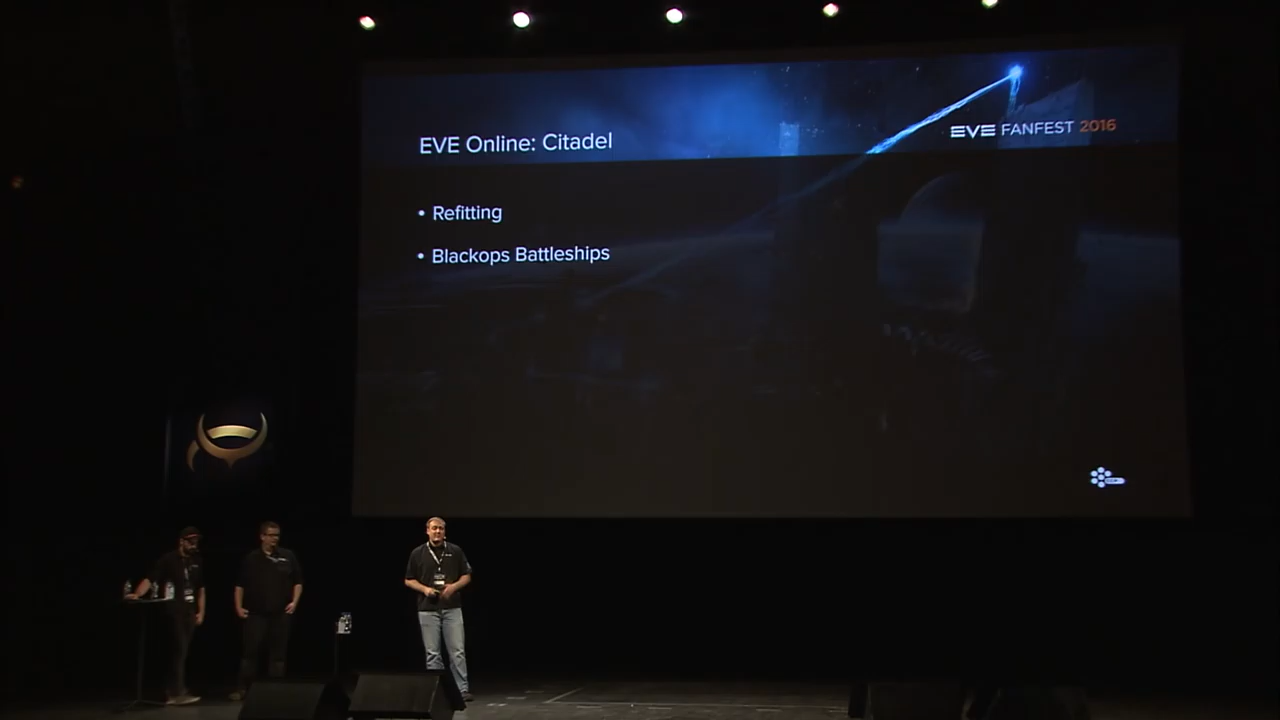 EVE Online: Citadel
EVE FANFEST 2016
• Refitting
• Blackops Battleships